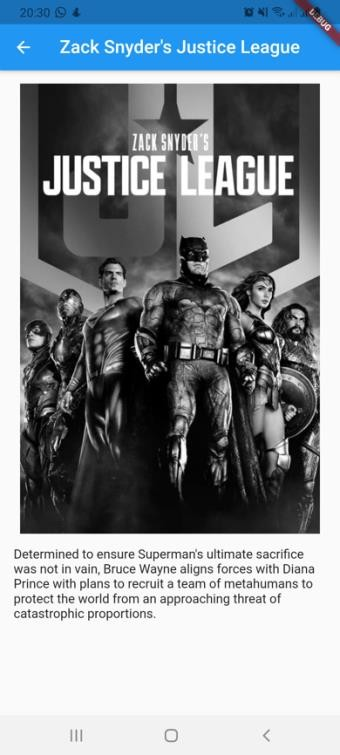 20:30
DEBUG
Zack Snyder's Justice League
ZACK SNYDER'S
JUSTICE LEAGUE
JL
Determined to ensure Superman's ultimate sacrifice
was not in vain, Bruce Wayne aligns forces with Diana
Prince with plans to recruit a team of metahumans to
protect the world from an approaching threat of
catastrophic proportions.